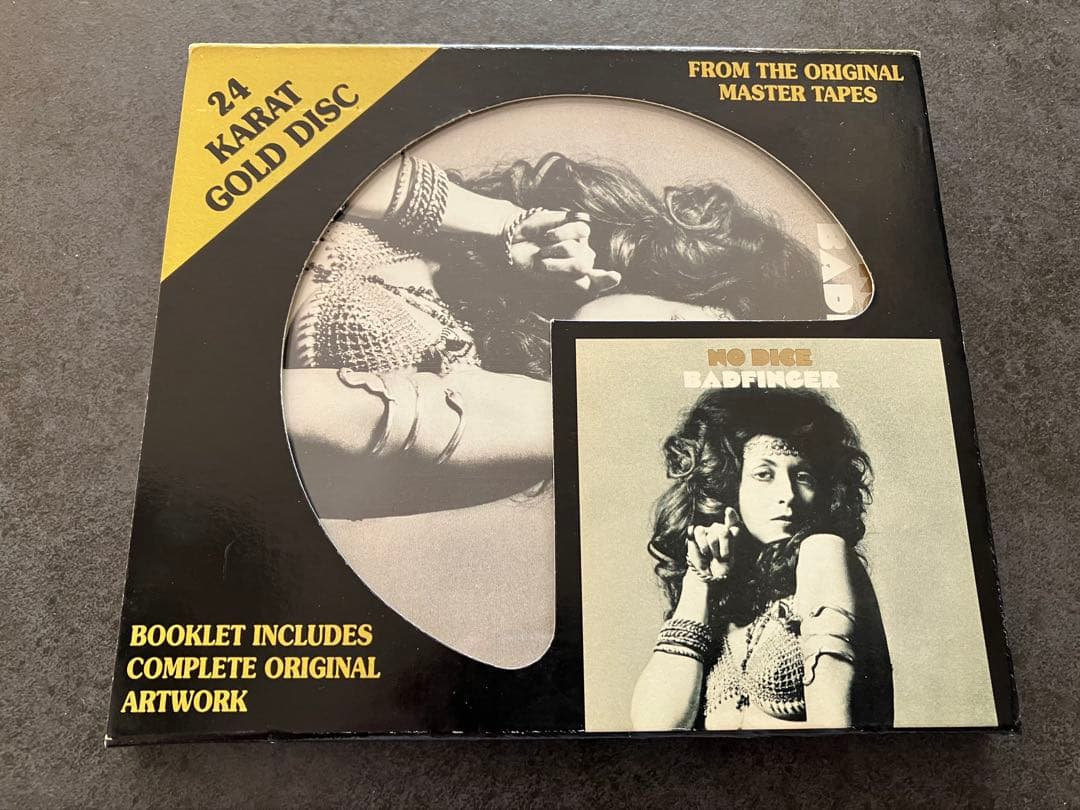 24
KARAT
GOLD DISC
FROM THE ORIGINAL
MASTER TAPES
NO DICE
BADFINGER
BOOKLET INCLUDES
COMPLETE ORIGINAL
ARTWORK